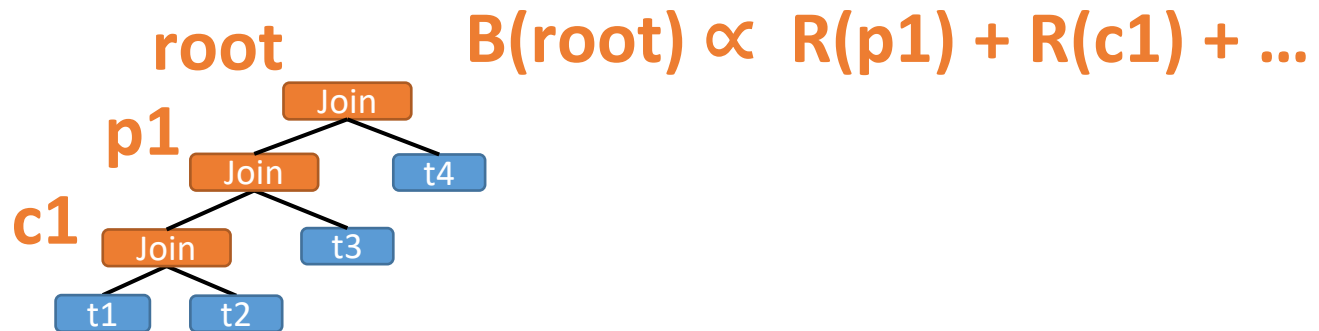 root
B(root) ∝ R(p1) + R(c1) + …
Join
p1
Join
t4
c1
Join
t3
t1
t2